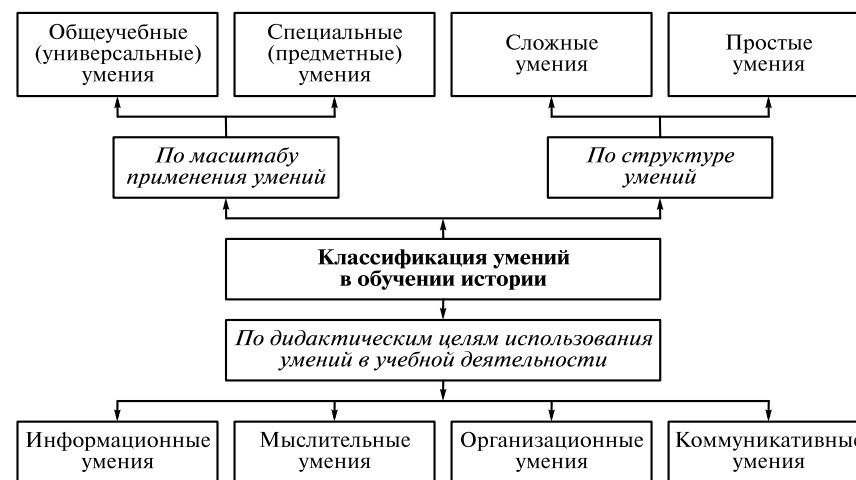 Общеучебные
(универсальные)
умения
Специальные
(предметные)
умения
Сложные
умения
Простые
умения
По масштабу
применения умений
По структуре
умений
Классификация умений
в обучении истории
По дидактическим целям использования
умений в учебной деятельности
Информационные
умения
Мыслительные
умения
Организационные
умения
Коммуникативные
умения